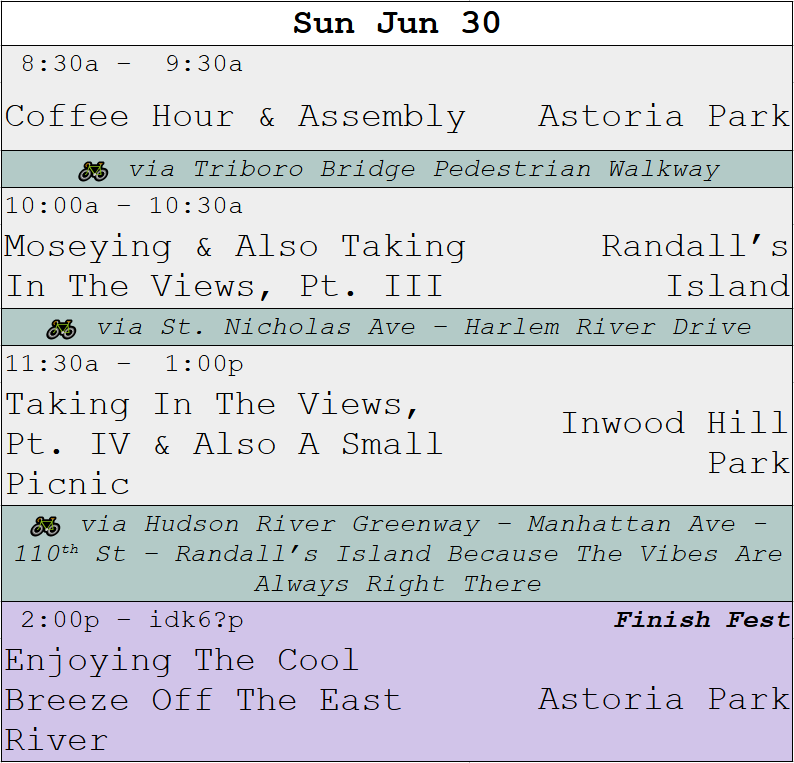 Sun Jun 30
8:30a – 9:30a
Coffee Hour & Assembly Astoria Park
via Triboro Bridge Pedestrian Walkway
10:00a – 10:30a
Moseying & Also Taking Randall’s
In The Views, Pt. III Island
via St. Nicholas Ave – Harlem River Drive
11:30a – 1:00p
Taking In The Views,
Pt. IV & Also A Small
Picnic
Inwood Hill
Park
via Hudson River Greenway – Manhattan Ave –
110th St – Randall’s Island Because The Vibes Are
Always Right There
2:00p – idk6?p Finish Fest
Enjoying The Cool
Breeze Off The East
River
Astoria Park